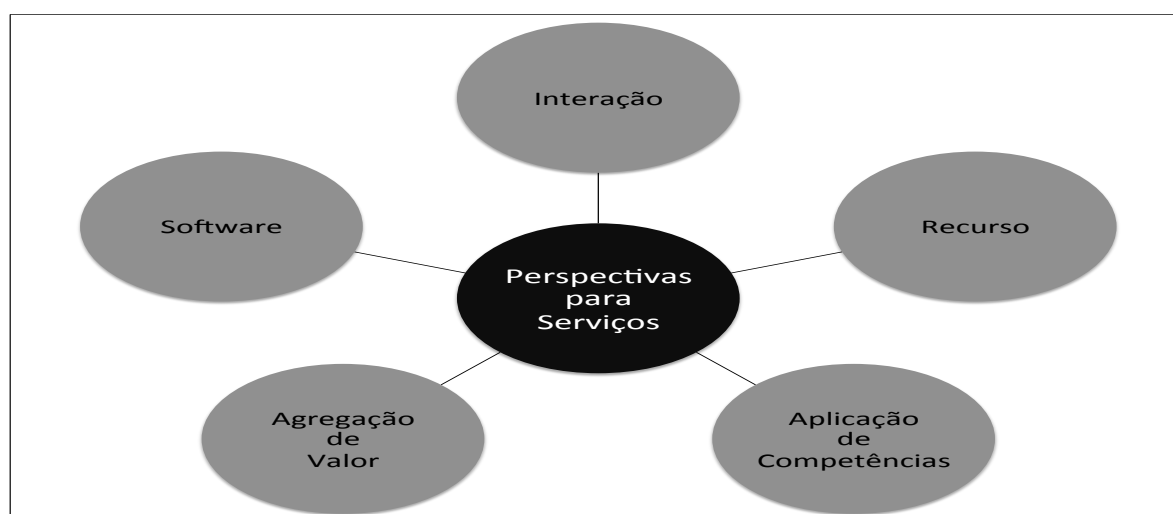 Interação
Software
Recurso
Perspectivas
para
Serviços
Agregação
de
Valor
Aplicação
de
Competências